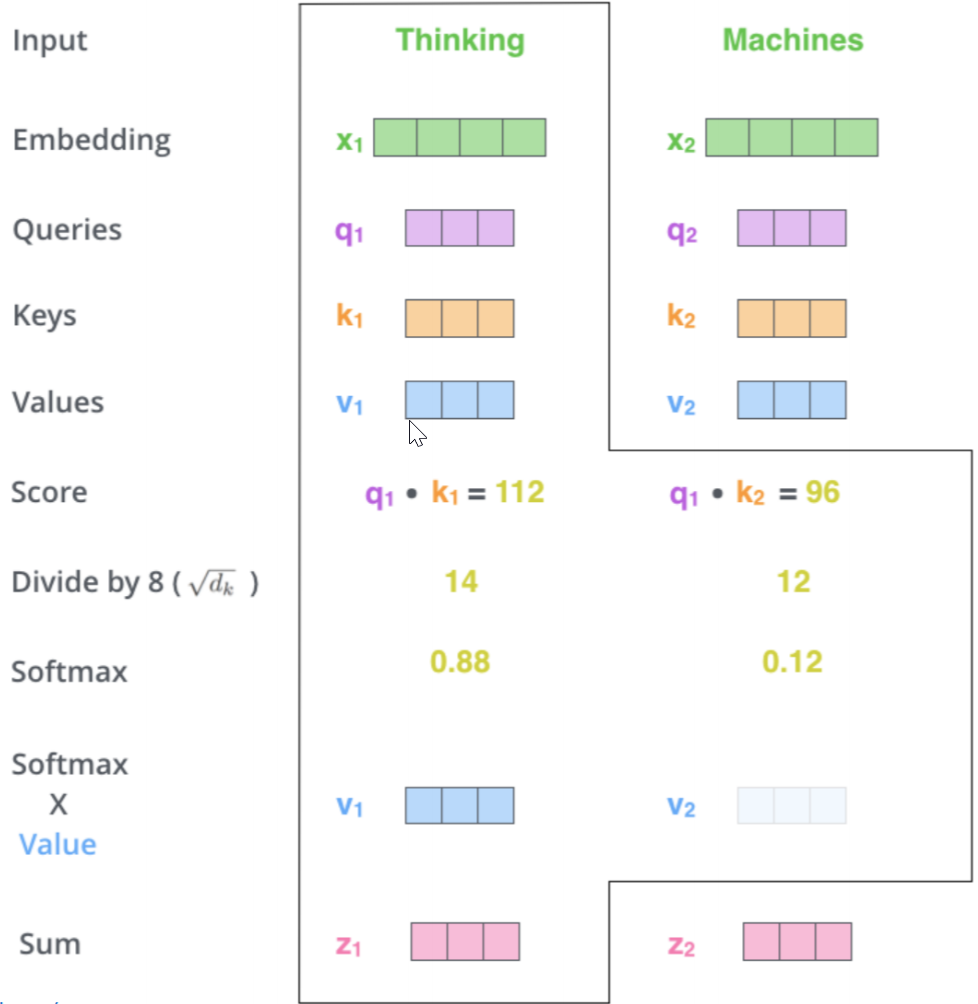 Input Thinking Machines
Embedding x₁ x₂
Queries q₁ q₂
Keys k₁ k₂
Values v₁ v₂
Score q₁ • k₁ = 112 q₁ • k₂ = 96
Divide by 8 ( √dₖ ) 14 12
Softmax 0.88 0.12
Softmax
X v₁ v₂
Value
Sum z₁ z₂